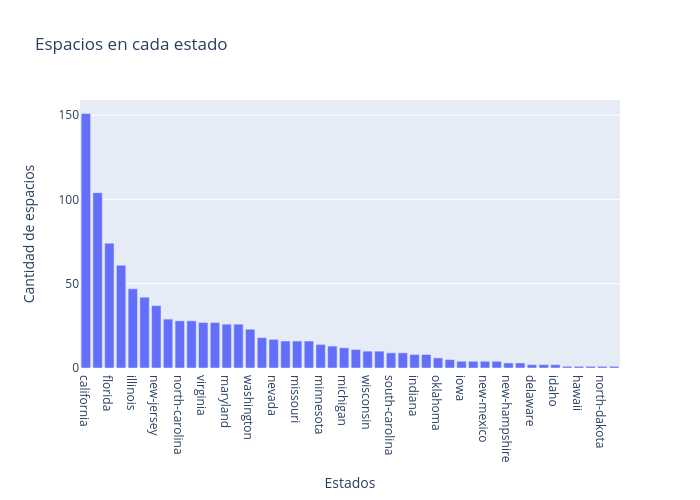 Espacios en cada estado
Cantidad de espacios
150
100
50
0
california
florida
illinois
new-jersey
north-carolina
virginia
maryland
washington
nevada
missouri
minnesota
michigan
wisconsin
south-carolina
indiana
oklahoma
iowa
new-mexico
new-hampshire
delaware
idaho
hawaii
north-dakota
Estados